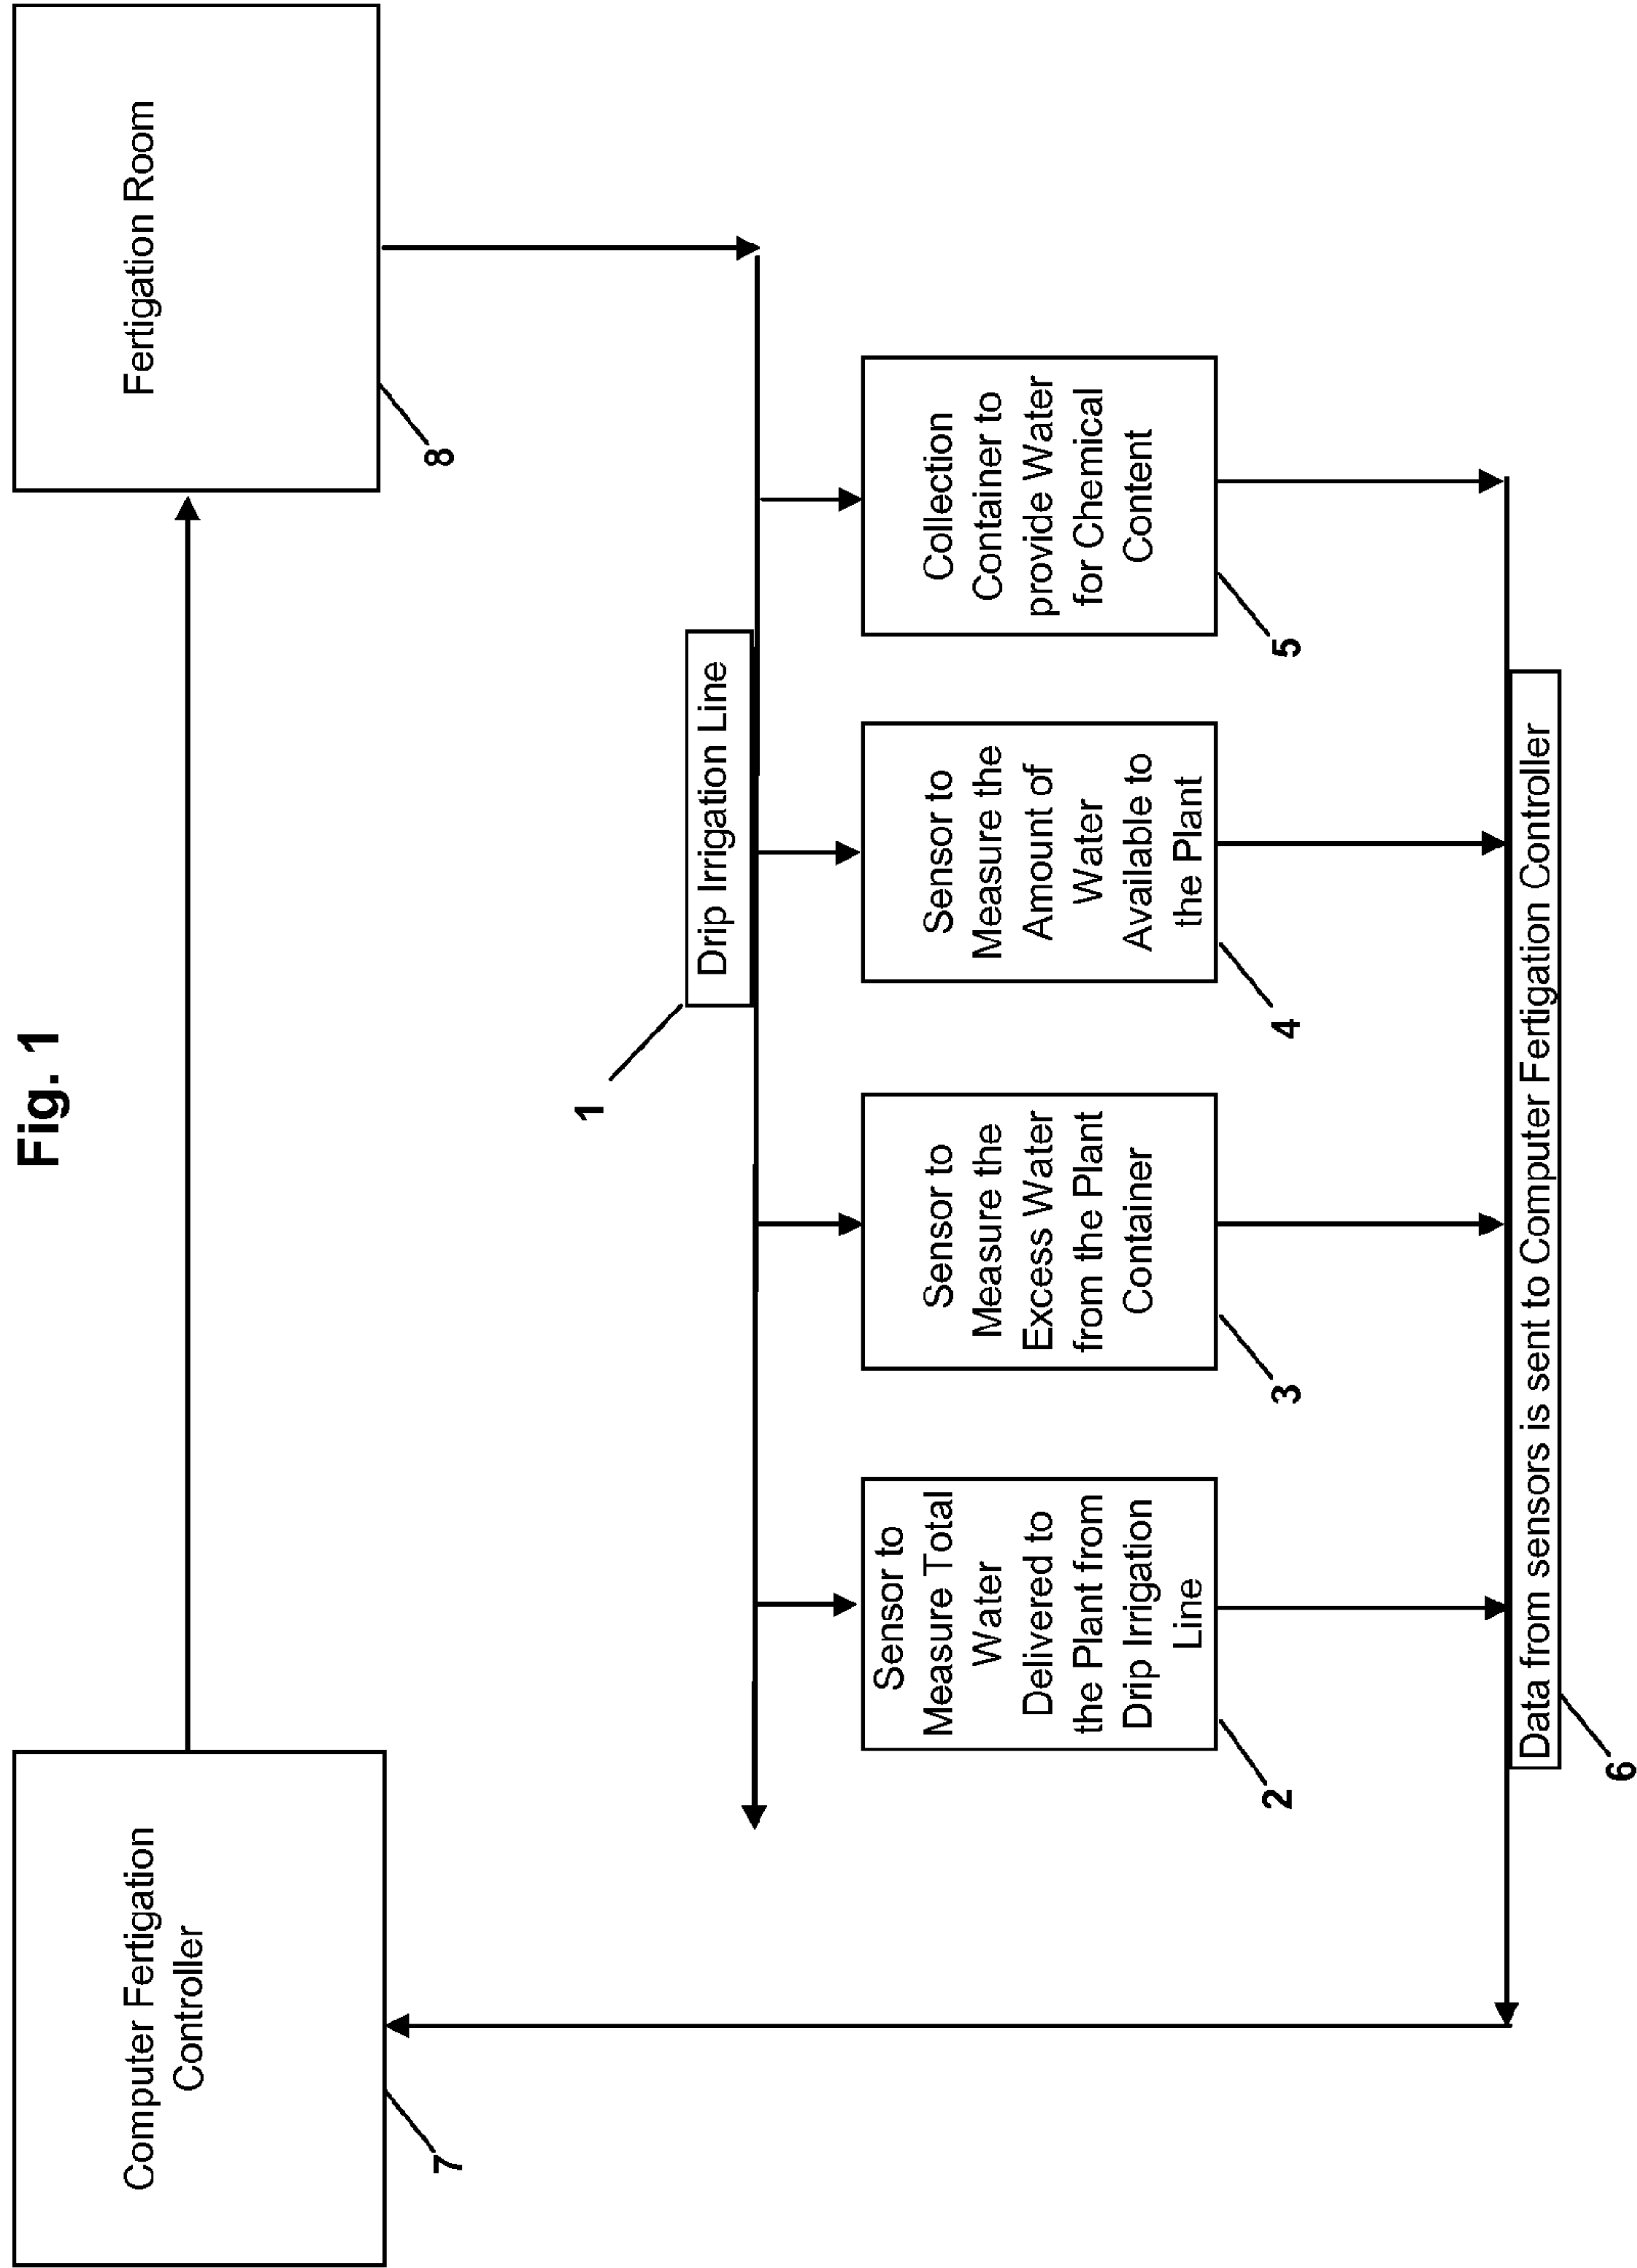 Fig. 1
Computer Fertigation
Controller
7
Fertigation Room
8
Drip Irrigation Line
1
Sensor to
Measure Total
Water
Delivered to
the Plant from
Drip Irrigation
Line
2
Sensor to
Measure the
Excess Water
from the Plant
Container
3
Sensor to
Measure the
Amount of
Water
Available to
the Plant
4
Collection
Container to
provide Water
for Chemical
Content
5
Data from sensors is sent to Computer Fertigation Controller
6